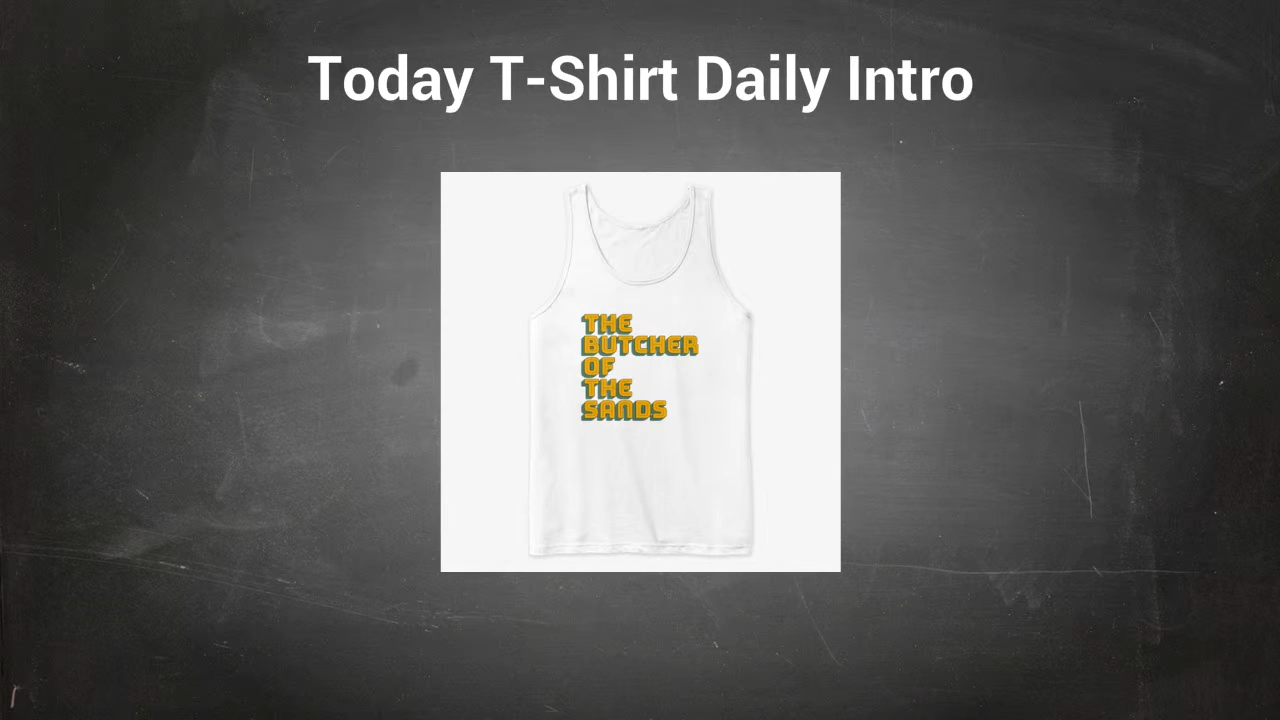 Today T-Shirt Daily Intro
THE
BUTCHER
OF
THE
SANDS